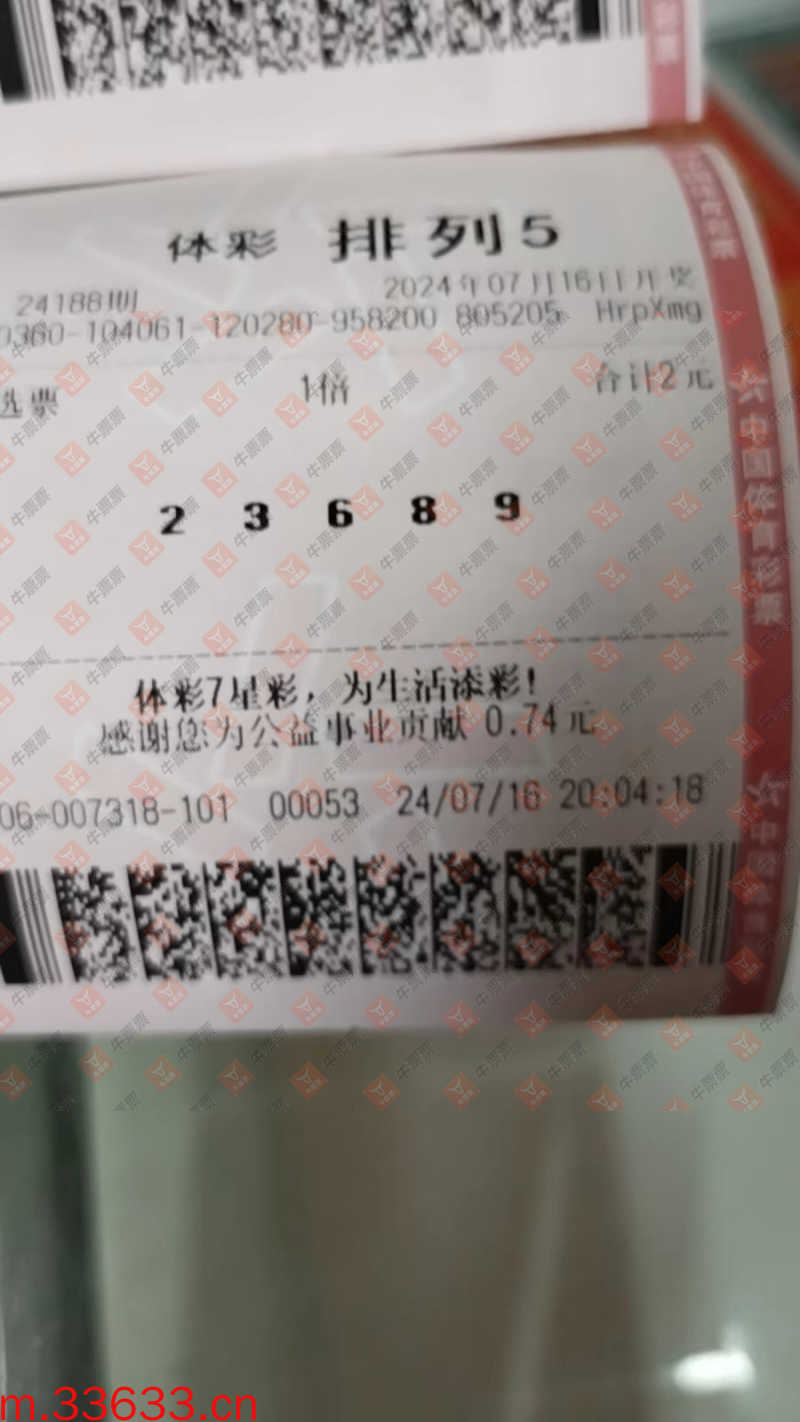 体彩 排列5
24188期 2024年07月16日开奖
0360-104061-120280-958200 805205 HrpXmg
选票 1倍 合计2元
2 3 6 8 9
体彩7星彩，为生活添彩！
感谢您为公益事业贡献 0.74元
06-007318-101 00053 24/07/16 20:04:18
中国体育彩票
牛票票
m.33633.cn